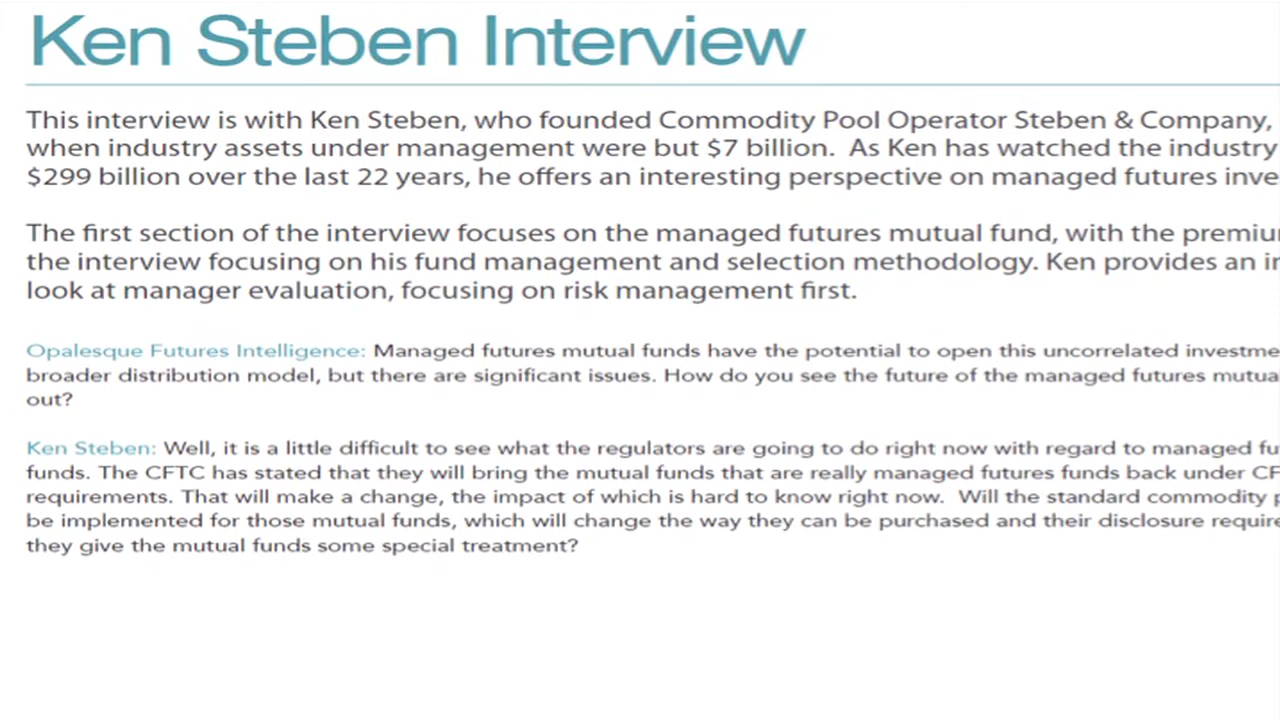 Ken Steben Interview
This interview is with Ken Steben, who founded Commodity Pool Operator Steben & Company,
when industry assets under management were but $7 billion.  As Ken has watched the industry
$299 billion over the last 22 years, he offers an interesting perspective on managed futures inve
The first section of the interview focuses on the managed futures mutual fund, with the premiu
the interview focusing on his fund management and selection methodology. Ken provides an i
look at manager evaluation, focusing on risk management first.
Opalesque Futures Intelligence: Managed futures mutual funds have the potential to open this uncorrelated investme
broader distribution model, but there are significant issues. How do you see the future of the managed futures mutua
out?
Ken Steben: Well, it is a little difficult to see what the regulators are going to do right now with regard to managed fu
funds. The CFTC has stated that they will bring the mutual funds that are really managed futures funds back under CF
requirements. That will make a change, the impact of which is hard to know right now.  Will the standard commodity p
be implemented for those mutual funds, which will change the way they can be purchased and their disclosure require
they give the mutual funds some special treatment?